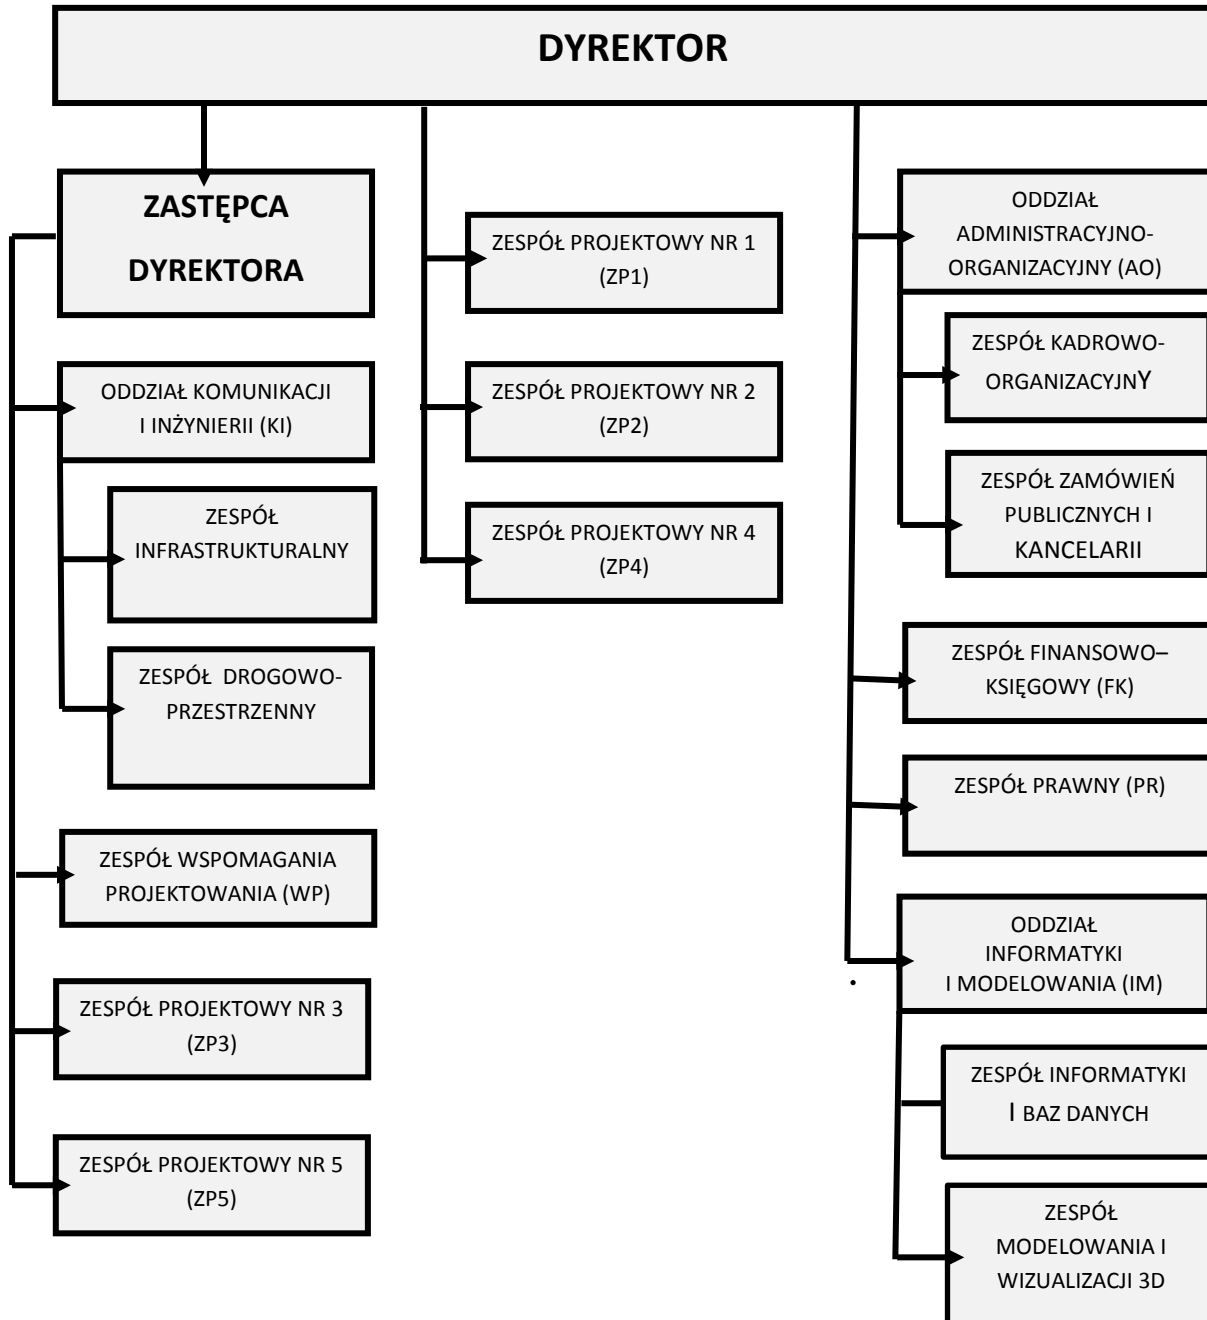 DYREKTOR
ZASTĘPCA
DYREKTORA
ODDZIAŁ KOMUNIKACJI
I INŻYNIERII (KI)
ZESPÓŁ
INFRASTRUKTURALNY
ZESPÓŁ DROGOWO-
PRZESTRZENNY
ZESPÓŁ WSPOMAGANIA
PROJEKTOWANIA (WP)
ZESPÓŁ PROJEKTOWY NR 3
(ZP3)
ZESPÓŁ PROJEKTOWY NR 5
(ZP5)
ZESPÓŁ PROJEKTOWY NR 1
(ZP1)
ZESPÓŁ PROJEKTOWY NR 2
(ZP2)
ZESPÓŁ PROJEKTOWY NR 4
(ZP4)
ODDZIAŁ
ADMINISTRACYJNO-
ORGANIZACYJNY (AO)
ZESPÓŁ KADROWO-
ORGANIZACYJNY
ZESPÓŁ ZAMÓWIEŃ
PUBLICZNYCH I
KANCELARII
ZESPÓŁ FINANSOWO–
KSIĘGOWY (FK)
ZESPÓŁ PRAWNY (PR)
ODDZIAŁ
INFORMATYKI
I MODELOWANIA (IM)
ZESPÓŁ INFORMATYKI
I BAZ DANYCH
ZESPÓŁ
MODELOWANIA I
WIZUALIZACJI 3D